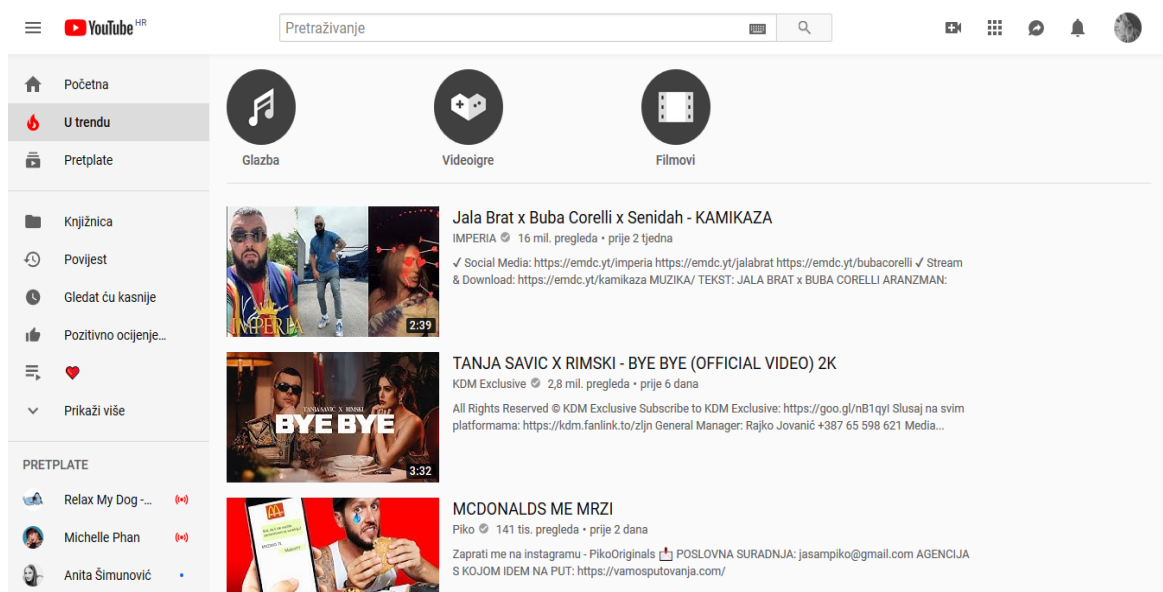 YouTube HR
Pretraživanje
Početna
U trendu
Pretplate
Knjižnica
Povijest
Gledat ću kasnije
Pozitivno ocijenje...
Prikaži više
PRETPLATE
Relax My Dog -...
Michelle Phan
Anita Šimunović
Glazba
Videoigre
Filmovi
IMPERIA
2:39
Jala Brat x Buba Corelli x Senidah - KAMIKAZA
IMPERIA 16 mil. pregleda • prije 2 tjedna
✓ Social Media: https://emdc.yt/imperia https://emdc.yt/jalabrat https://emdc.yt/bubacorelli ✓ Stream
& Download: https://emdc.yt/kamikaza MUZIKA/ TEKST: JALA BRAT x BUBA CORELLI ARANZMAN:
TANJA SAVIC X RIMSKI
BYE BYE
3:32
TANJA SAVIC X RIMSKI - BYE BYE (OFFICIAL VIDEO) 2K
KDM Exclusive 2,8 mil. pregleda • prije 6 dana
All Rights Reserved © KDM Exclusive Subscribe to KDM Exclusive: https://goo.gl/nB1qyI Slusaj na svim
platformama: https://kdm.fanlink.to/zljn General Manager: Rajko Jovanić +387 65 598 621 Media...
MCDONALDS ME MRZI
Piko 141 tis. pregleda • prije 2 dana
Zaprati me na instagramu - PikoOriginals 📩 POSLOVNA SURADNJA: jasampiko@gmail.com AGENCIJA
S KOJOM IDEM NA PUT: https://vamosputovanja.com/